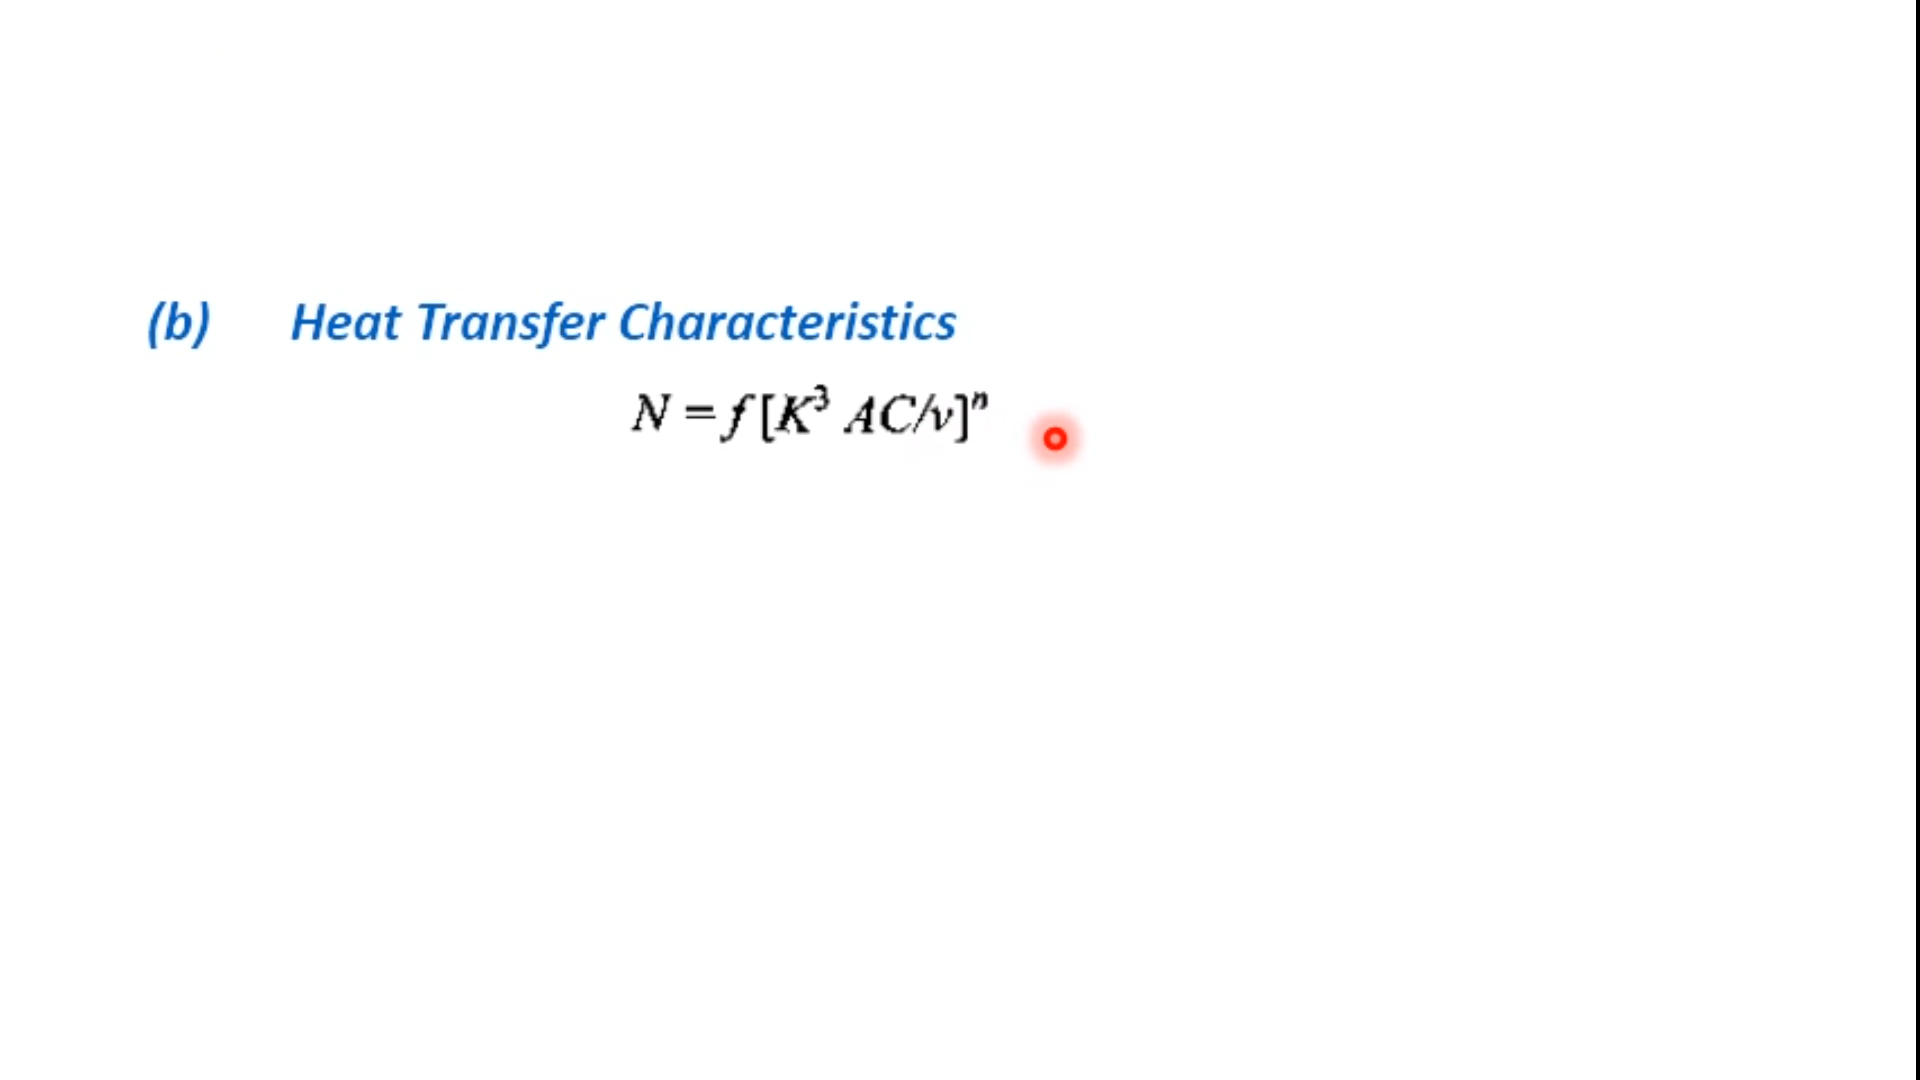 (b) Heat Transfer Characteristics
N = f [K³ AC/ν]ⁿ